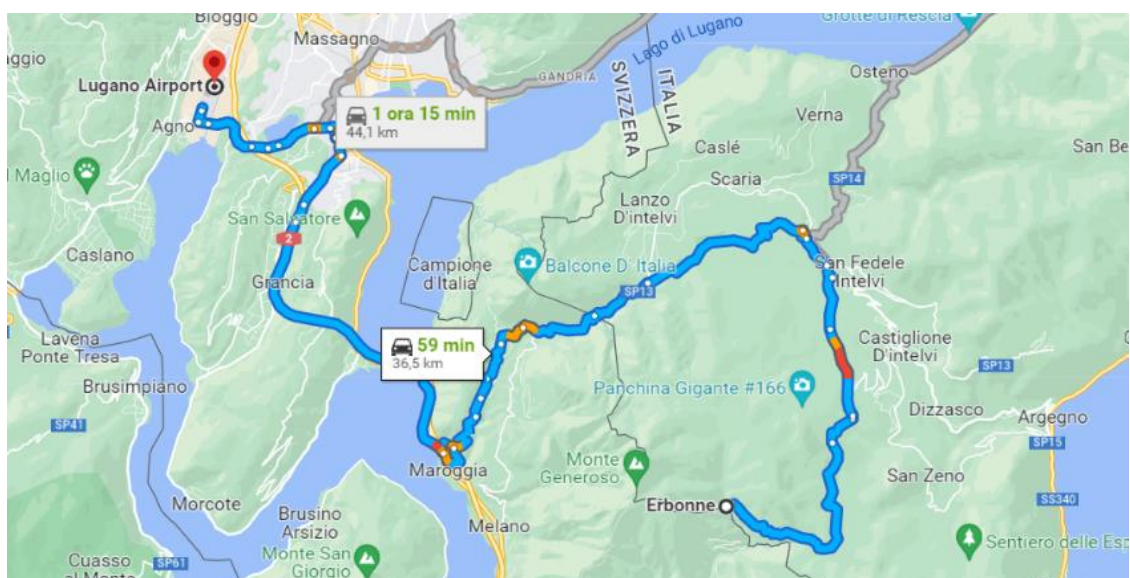 Bioggio
Massagno
aggio
Grotte di Rescia
Lago di Lugano
GANDRIA
SVIZZERA
ITALIA
Osteno
Lugano Airport
1 ora 15 min
44,1 km
Agno
Verna
Caslé
San Be
l Maglio
Scaria
SP14
Lanzo
D'intelvi
San Salvatore
2
Caslano
Campione
d'Italia
Balcone D' Italia
San Fedele
Intelvi
SP13
Grancia
Lavena
Ponte Tresa
59 min
36,5 km
Castiglione
D'intelvi
SP13
Brusimpiano
Panchina Gigante #166
Dizzasco
Argegno
SP41
SP15
Maroggia
Monte
Generoso
San Zeno
Erbonne
Morcote
SS340
Brusino
Arsizio
Melano
Sentiero delle Esp
Monte San
Giorgio
Cuasso
al Monte
SP61